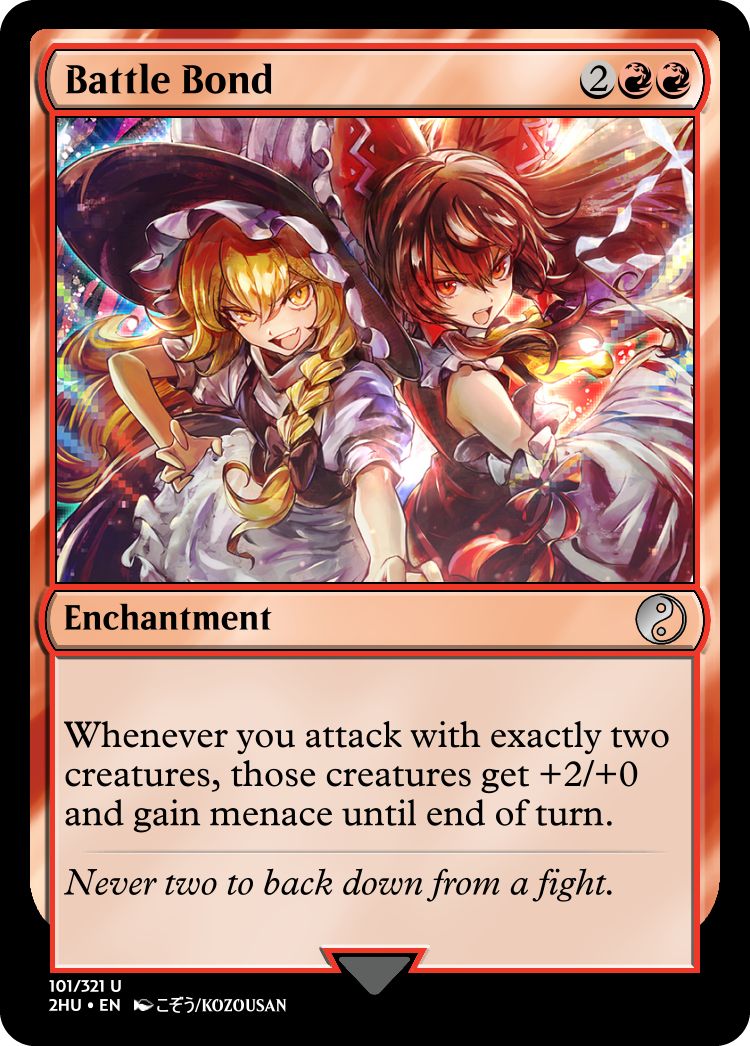 Battle Bond 2
Enchantment
Whenever you attack with exactly two
creatures, those creatures get +2/+0
and gain menace until end of turn.
Never two to back down from a fight.
101/321 U
2HU • EN こぞう/KOZOUSAN